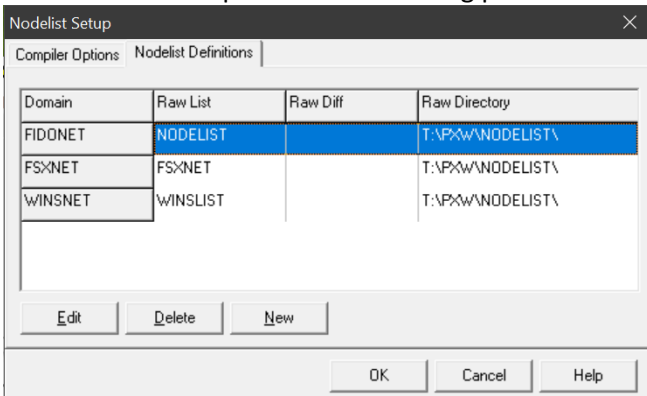 Nodelist Setup
Compiler Options Nodelist Definitions
Domain Raw List Raw Diff Raw Directory
FIDONET NODELIST T:\PXW\NODELIST\
FSXNET FSXNET T:\PXW\NODELIST\
WINSNET WINSLIST T:\PXW\NODELIST\
Edit Delete New
OK Cancel Help